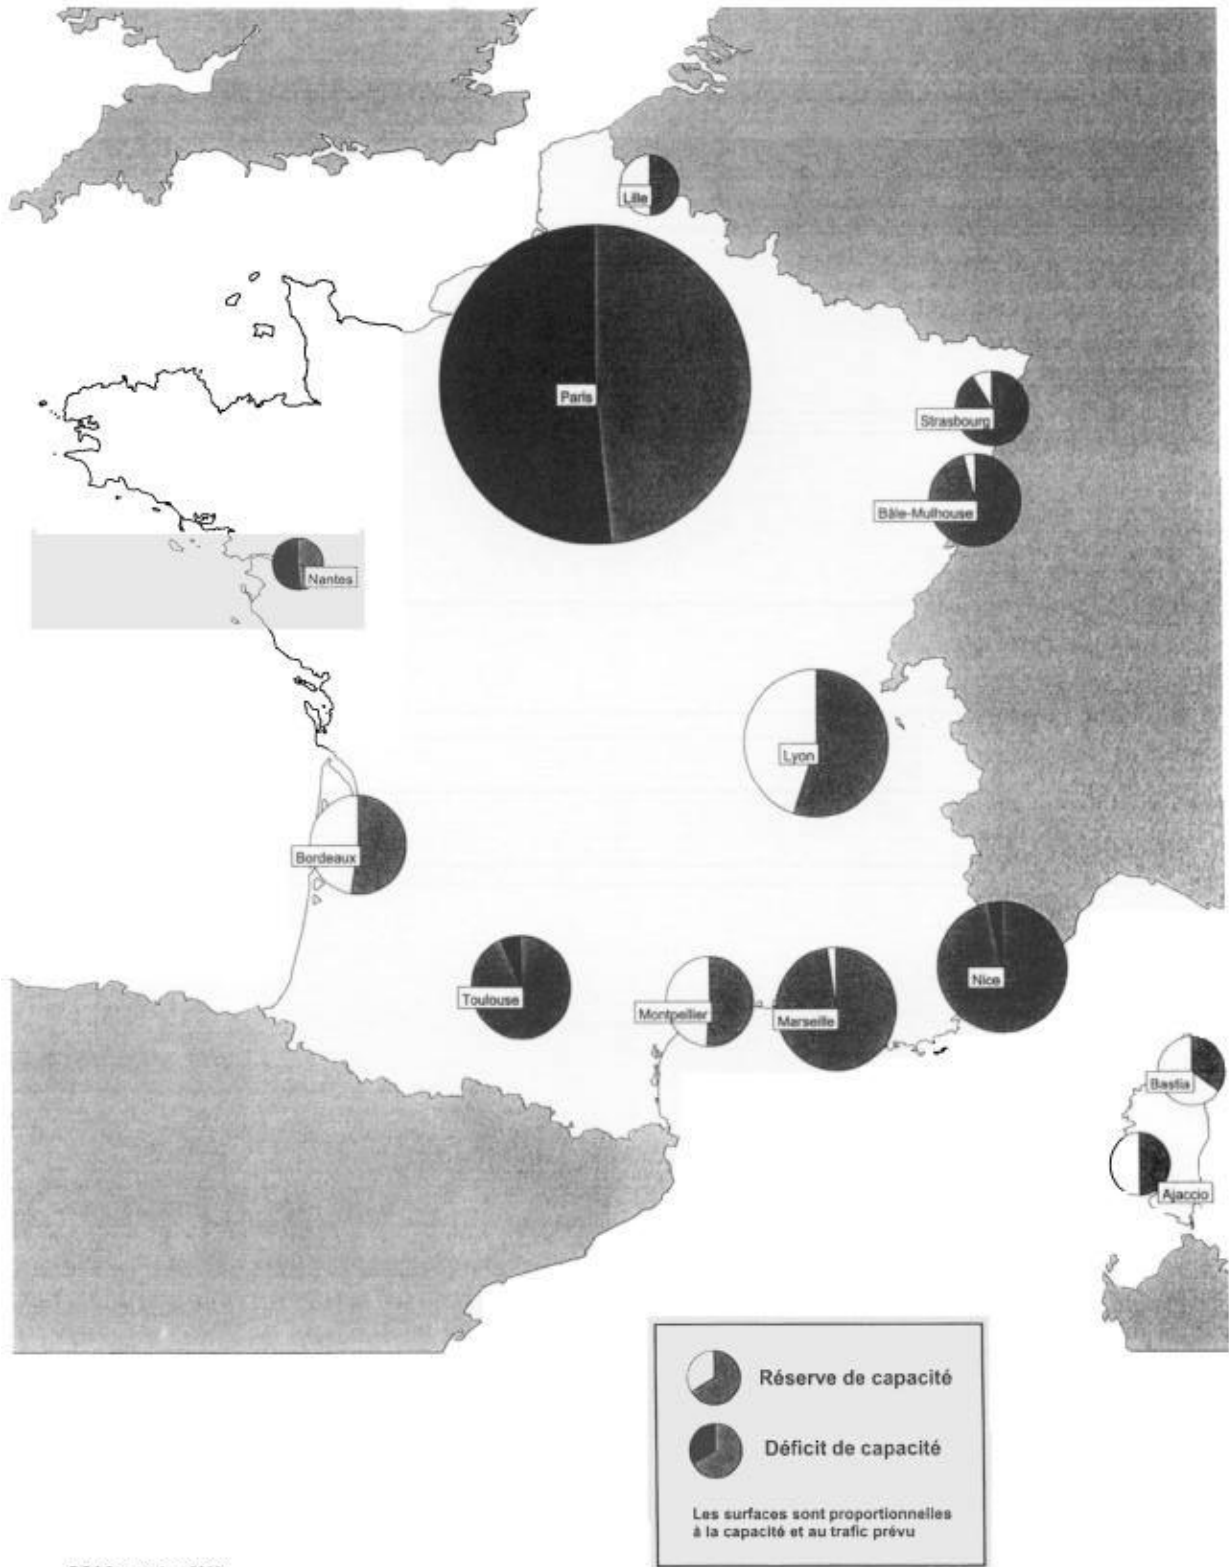 Lille
Paris
Strasbourg
Bâle-Mulhouse
Nantes
Lyon
Bordeaux
Nice
Toulouse
Montpellier
Marseille
Bastia
Ajaccio
Réserve de capacité
Déficit de capacité
Les surfaces sont proportionnelles
à la capacité et au trafic prévu